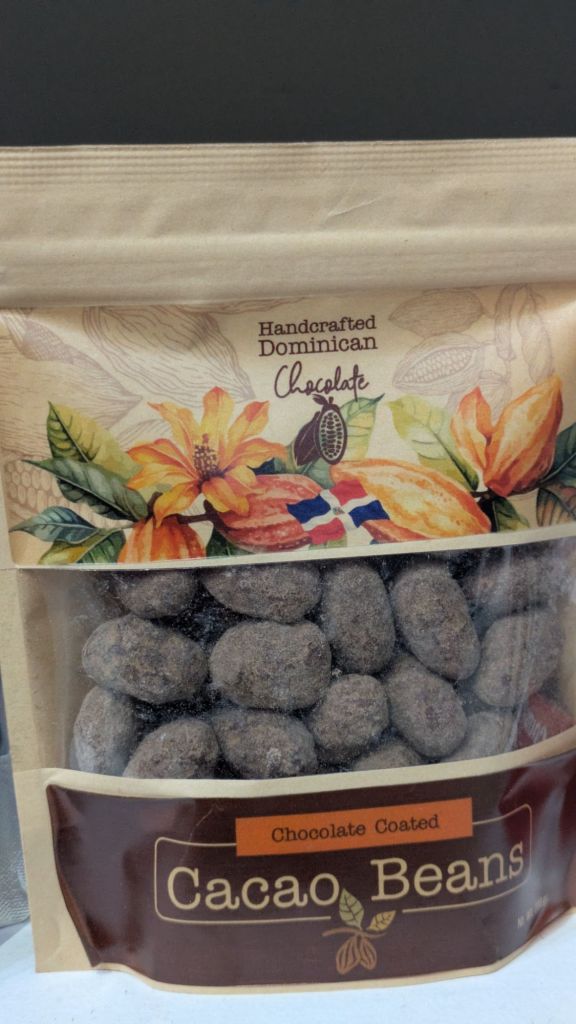 Handcrafted
Dominican
Chocolate
Chocolate Coated
Cacao Beans